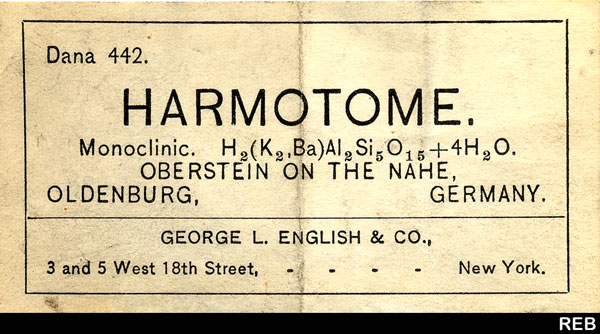 Dana 442.
HARMOTOME.
Monoclinic. H₂(K₂,Ba)Al₂Si₅O₁₅+4H₂O.
OBERSTEIN ON THE NAHE,
OLDENBURG, GERMANY.
GEORGE L. ENGLISH & CO.,
3 and 5 West 18th Street, - - - - New York.
REB